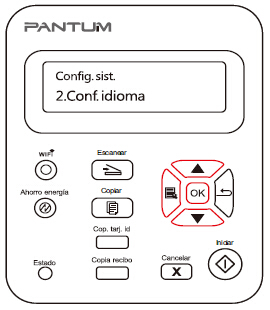 PANTUM
Config. sist.
2.Conf.idioma
WiFi
Escanear
OK
Ahorro energía
Copiar
Cop. tarj. id
Iniciar
Estado
Copia recibo
Cancelar
X